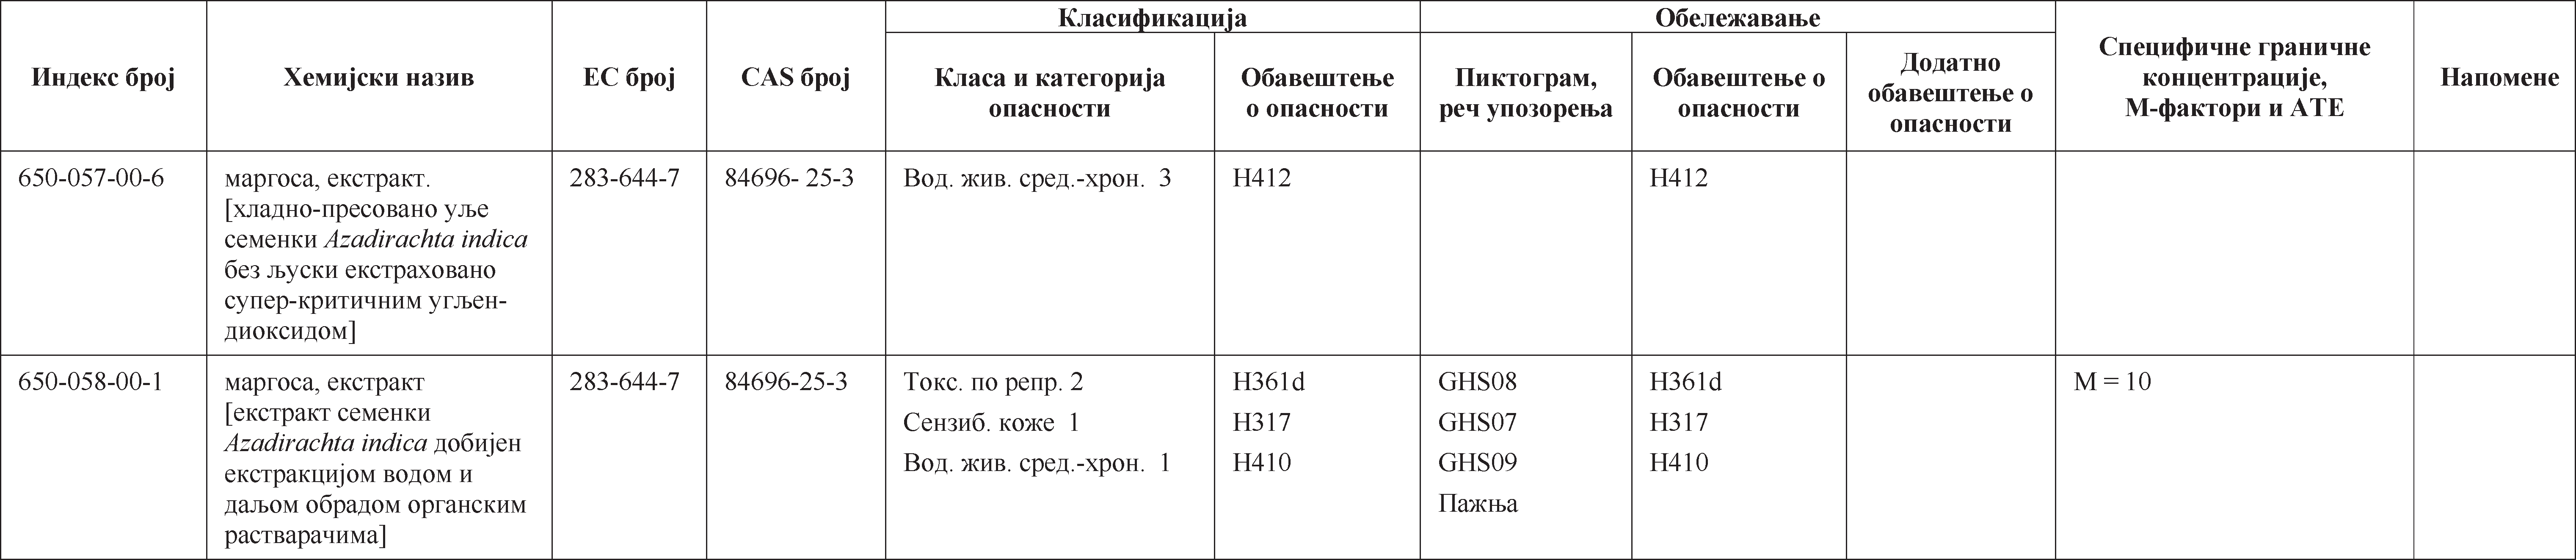 Индекс број
Хемијски назив
ЕС број
CAS број
Класификација
Класа и категорија
опасности
Обавештење
о опасности
Обележавање
Пиктограм,
реч упозорења
Обавештење о
опасности
Додатно
обавештење о
опасности
Специфичне граничне
концентрације,
М-фактори и АТЕ
Напомене
650-057-00-6
маргоса, екстракт.
[хладно-пресовано уље
семенки Azadirachta indica
без љуски екстраховано
супер-критичним угљен-
диоксидом]
283-644-7
84696- 25-3
Вод. жив. сред.-хрон.  3
H412
H412
650-058-00-1
маргоса, екстракт
[екстракт семенки
Azadirachta indica добијен
екстракцијом водом и
даљом обрадом органским
растварачима]
283-644-7
84696-25-3
Токс. по репр. 2
Сензиб. коже  1
Вод. жив. сред.-хрон.  1
H361d
H317
H410
GHS08
GHS07
GHS09
Пажња
H361d
H317
H410
M = 10